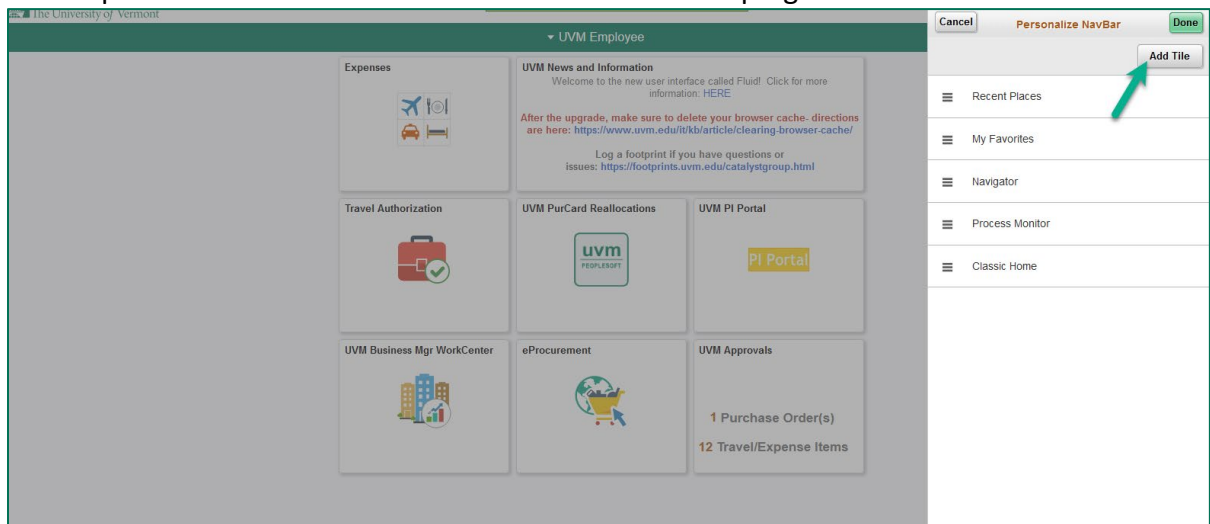 The University of Vermont
UVM Employee
Cancel
Personalize NavBar
Done
Add Tile
Recent Places
My Favorites
Navigator
Process Monitor
Classic Home
Expenses
UVM News and Information
Welcome to the new user interface called Fluid! Click for more
information: HERE
After the upgrade, make sure to delete your browser cache- directions
are here: https://www.uvm.edu/it/kb/article/clearing-browser-cache/
Log a footprint if you have questions or
issues: https://footprints.uvm.edu/catalystgroup.html
Travel Authorization
UVM PurCard Reallocations
uvm
PEOPLESOFT
UVM PI Portal
PI Portal
UVM Business Mgr WorkCenter
eProcurement
UVM Approvals
1 Purchase Order(s)
12 Travel/Expense Items